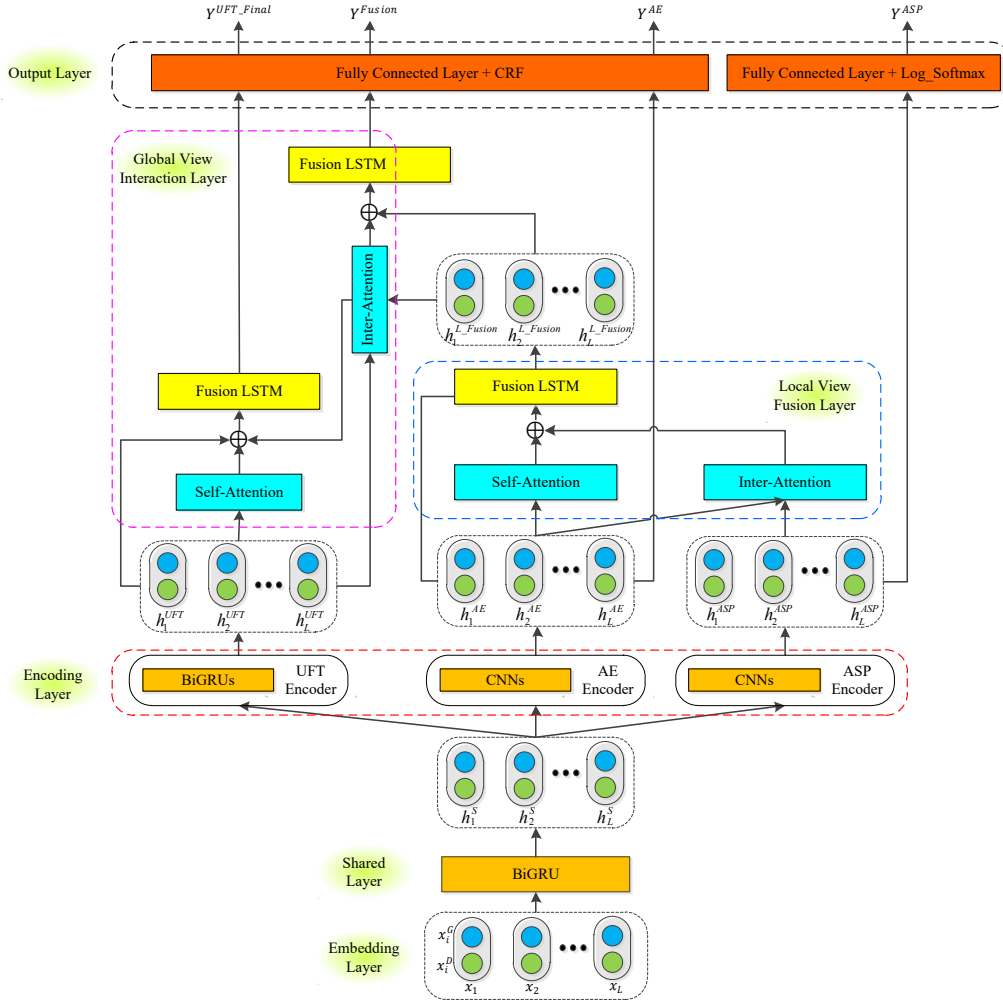 Y^{UFT_Final} Y^{Fusion} Y^{AE} Y^{ASP}
Output Layer
Fully Connected Layer + CRF
Fully Connected Layer + Log_Softmax
Global View
Interaction Layer
Fusion LSTM
Inter-Attention
h_1^{L_Fusion} h_2^{L_Fusion} h_L^{L_Fusion}
Fusion LSTM
Fusion LSTM
Local View
Fusion Layer
Self-Attention
Self-Attention
Inter-Attention
h_1^{UFT} h_2^{UFT} h_L^{UFT}
h_1^{AE} h_2^{AE} h_L^{AE}
h_1^{ASP} h_2^{ASP} h_L^{ASP}
Encoding
Layer
BiGRUs
UFT
Encoder
CNNs
AE
Encoder
CNNs
ASP
Encoder
h_1^S h_2^S h_L^S
Shared
Layer
BiGRU
Embedding
Layer
x_i^G
x_i^D
x_1 x_2 x_L